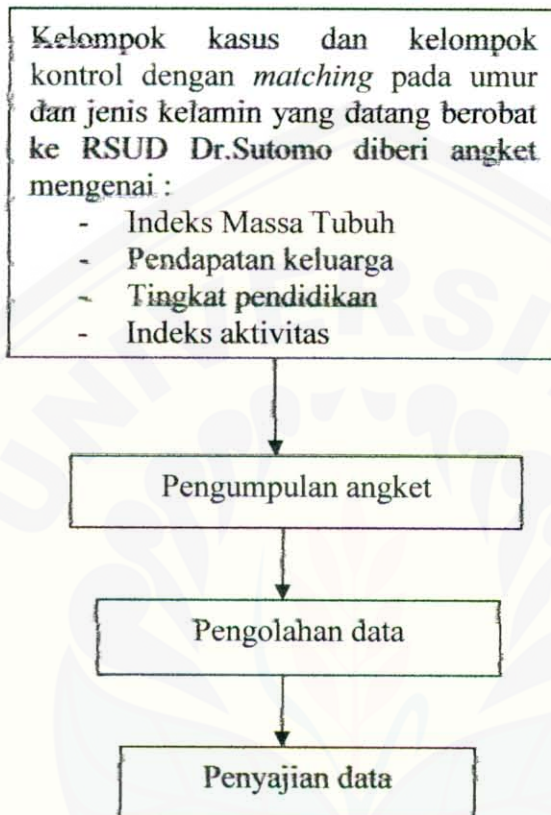 Kelompok kasus dan kelompok
kontrol dengan matching pada umur
dan jenis kelamin yang datang berobat
ke RSUD Dr.Sutomo diberi angket
mengenai :
- Indeks Massa Tubuh
- Pendapatan keluarga
- Tingkat pendidikan
- Indeks aktivitas
Pengumpulan angket
Pengolahan data
Penyajian data